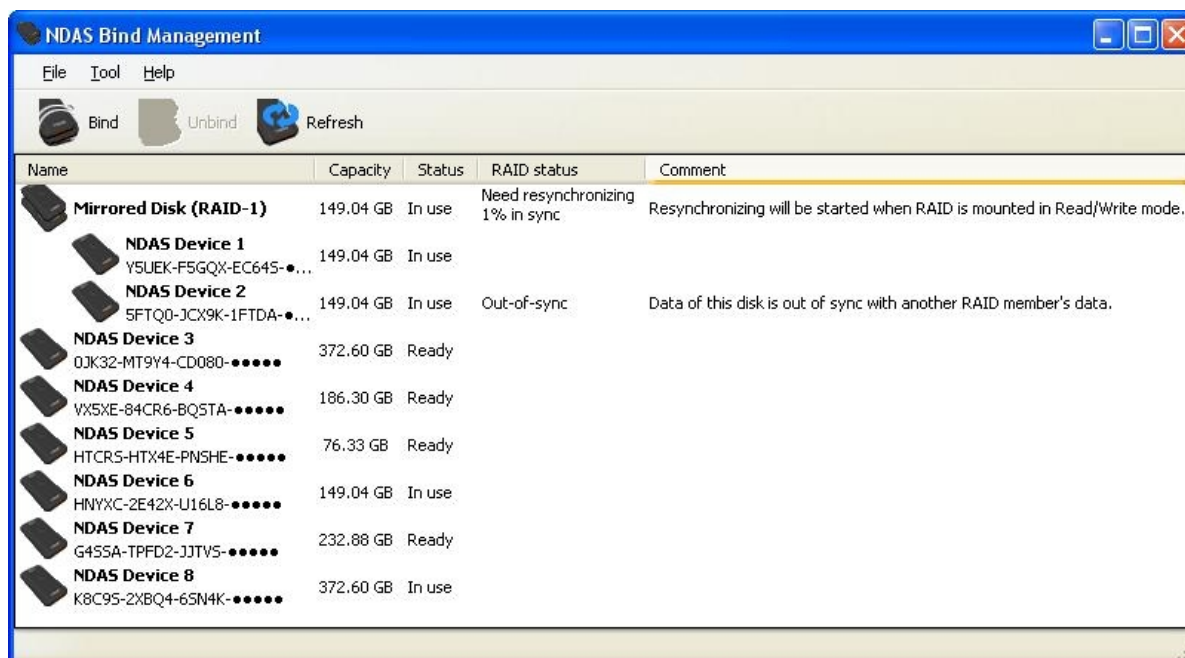 NDAS Bind Management
File Tool Help
Bind Unbind Refresh
Name Capacity Status RAID status Comment
Mirrored Disk (RAID-1) 149.04 GB In use Need resynchronizing
1% in sync Resynchronizing will be started when RAID is mounted in Read/Write mode.
NDAS Device 1
Y5UEK-F5GQX-EC64S-●... 149.04 GB In use
NDAS Device 2
5FTQ0-JCX9K-1FTDA-●... 149.04 GB In use Out-of-sync Data of this disk is out of sync with another RAID member's data.
NDAS Device 3
0JK32-MT9Y4-CD080-●●●●● 372.60 GB Ready
NDAS Device 4
VX5XE-84CR6-BQSTA-●●●●● 186.30 GB Ready
NDAS Device 5
HTCRS-HTX4E-PNSHE-●●●●● 76.33 GB Ready
NDAS Device 6
HNYXC-2E42X-U16L8-●●●●● 149.04 GB In use
NDAS Device 7
G4SSA-TPFD2-JJTVS-●●●●● 232.88 GB Ready
NDAS Device 8
K8C9S-2XBQ4-6SN4K-●●●●● 372.60 GB In use